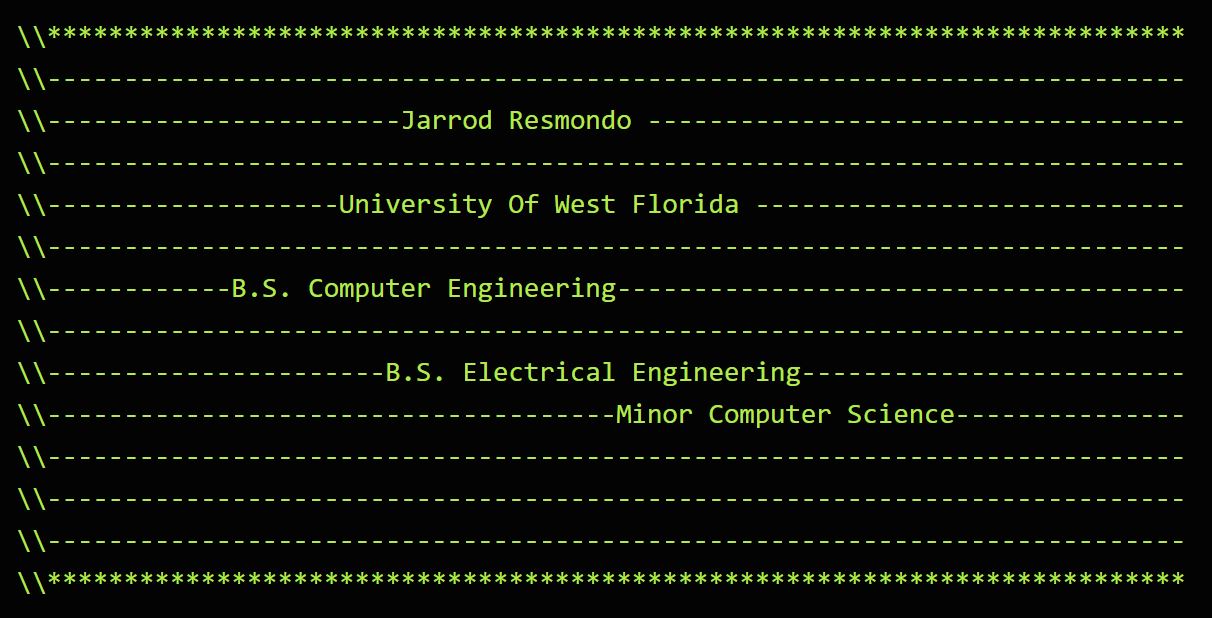 \\**************************************************************************
\\--------------------------------------------------------------------------
\\-----------------------Jarrod Resmondo -----------------------------------
\\--------------------------------------------------------------------------
\\-------------------University Of West Florida ----------------------------
\\--------------------------------------------------------------------------
\\------------B.S. Computer Engineering-------------------------------------
\\--------------------------------------------------------------------------
\\----------------------B.S. Electrical Engineering-------------------------
\\-------------------------------------Minor Computer Science---------------
\\--------------------------------------------------------------------------
\\--------------------------------------------------------------------------
\\--------------------------------------------------------------------------
\\**************************************************************************